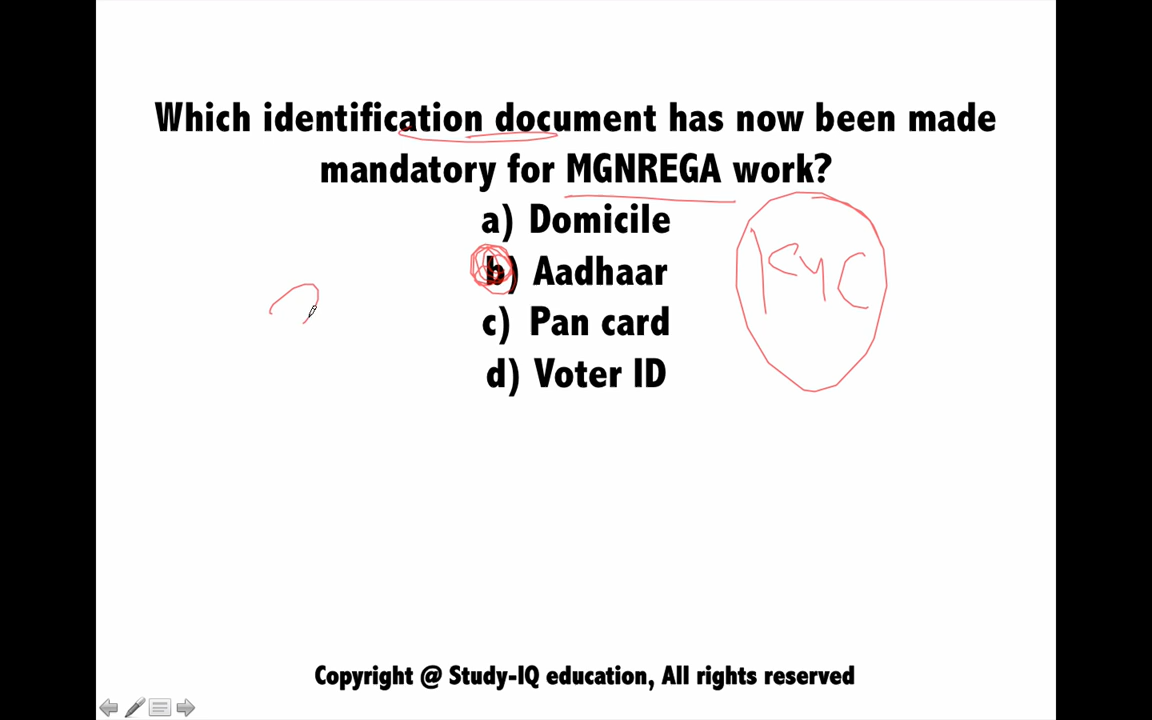 Which identification document has now been made
mandatory for MGNREGA work?
a) Domicile
b) Aadhaar
KYC
c) Pan card
d) Voter ID
Copyright @ Study-IQ education, All rights reserved